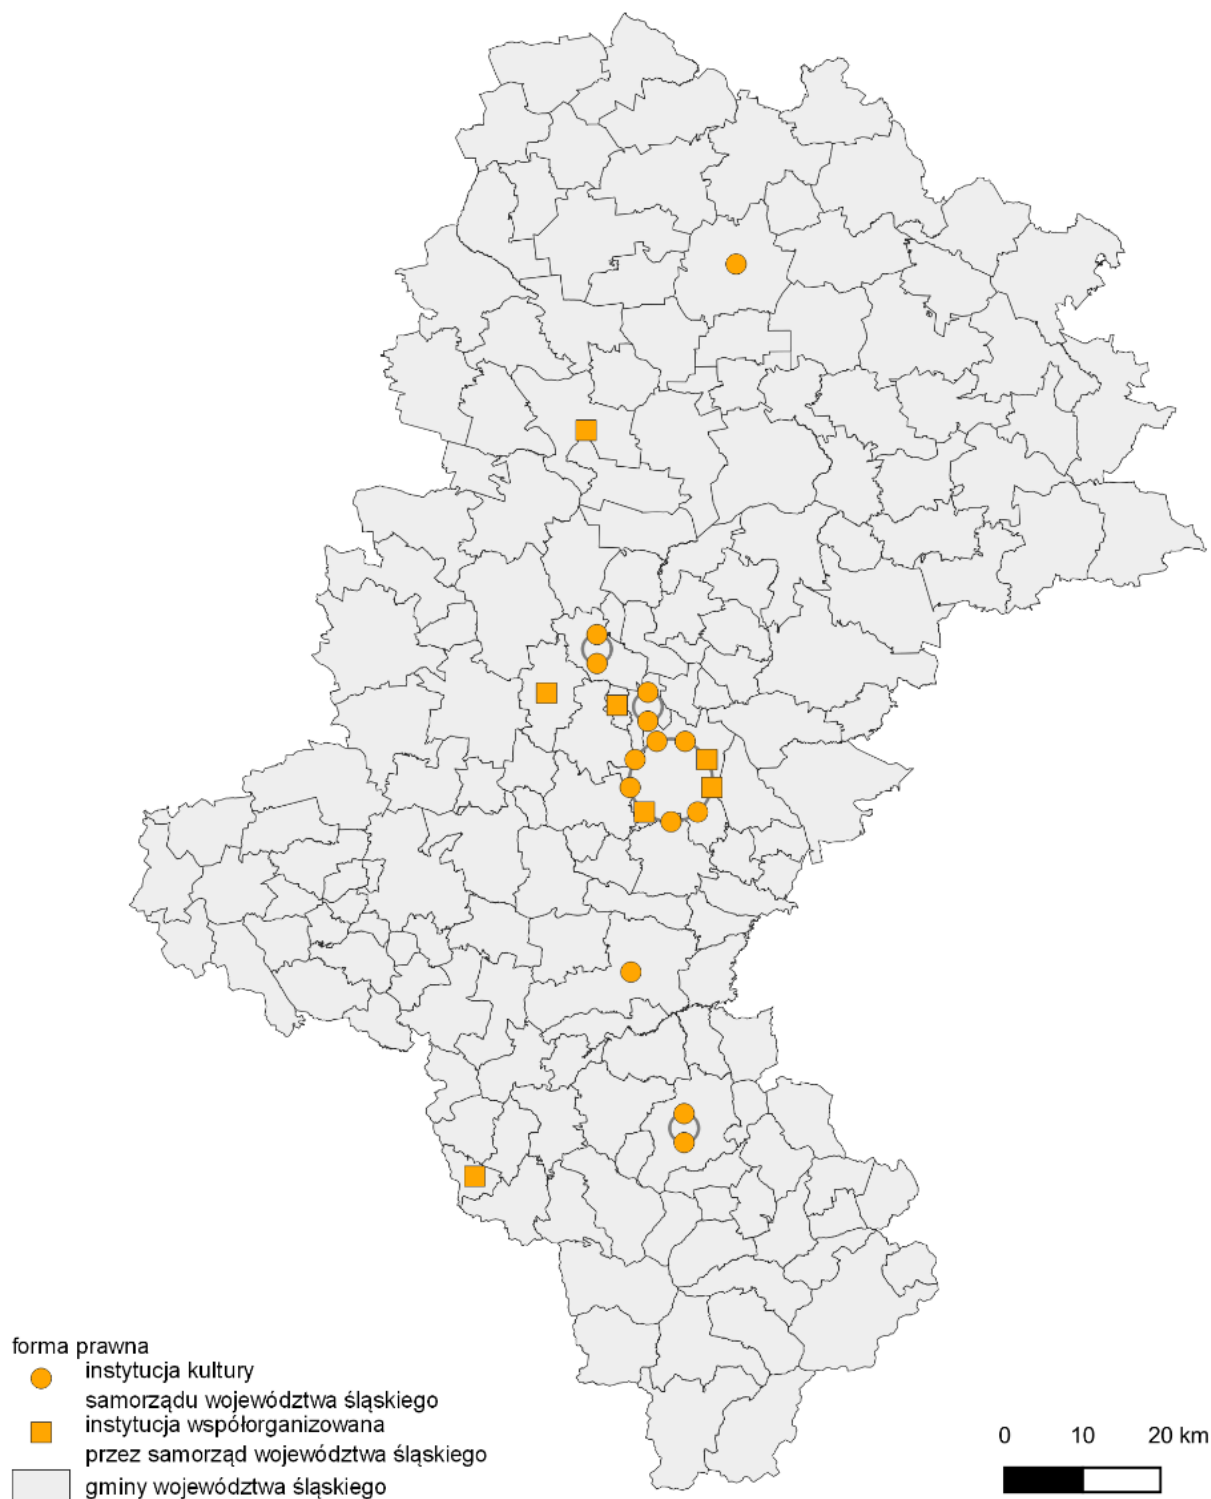 forma prawna
instytucja kultury
samorządu województwa śląskiego
instytucja współorganizowana
przez samorząd województwa śląskiego
gminy województwa śląskiego
0 10 20 km